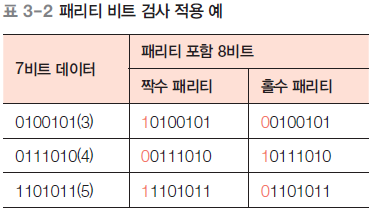 표 3-2 패리티 비트 검사 적용 예
7비트 데이터
패리티 포함 8비트
짝수 패리티 홀수 패리티
0100101(3) 10100101 00100101
0111010(4) 00111010 10111010
1101011(5) 11101011 01101011